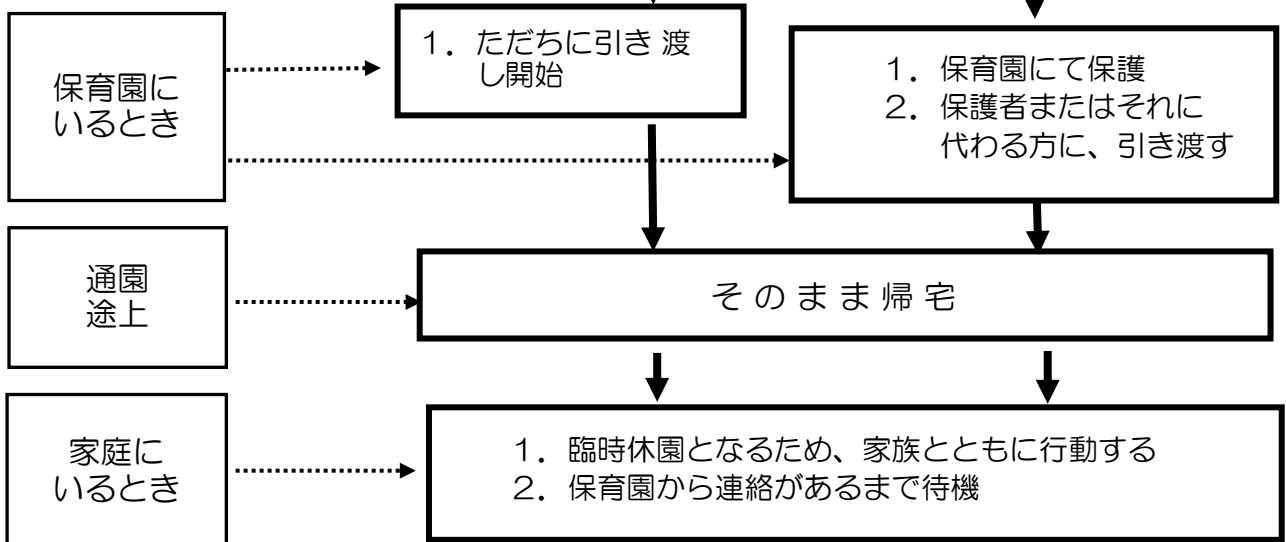 保育園に
いるとき
１．ただちに引き 渡
し開始
１．保育園にて保護
２．保護者またはそれに
代わる方に、引き渡す
通園
途上
そ の ま ま 帰 宅
家庭に
いるとき
１．臨時休園となるため、家族とともに行動する
２．保育園から連絡があるまで待機